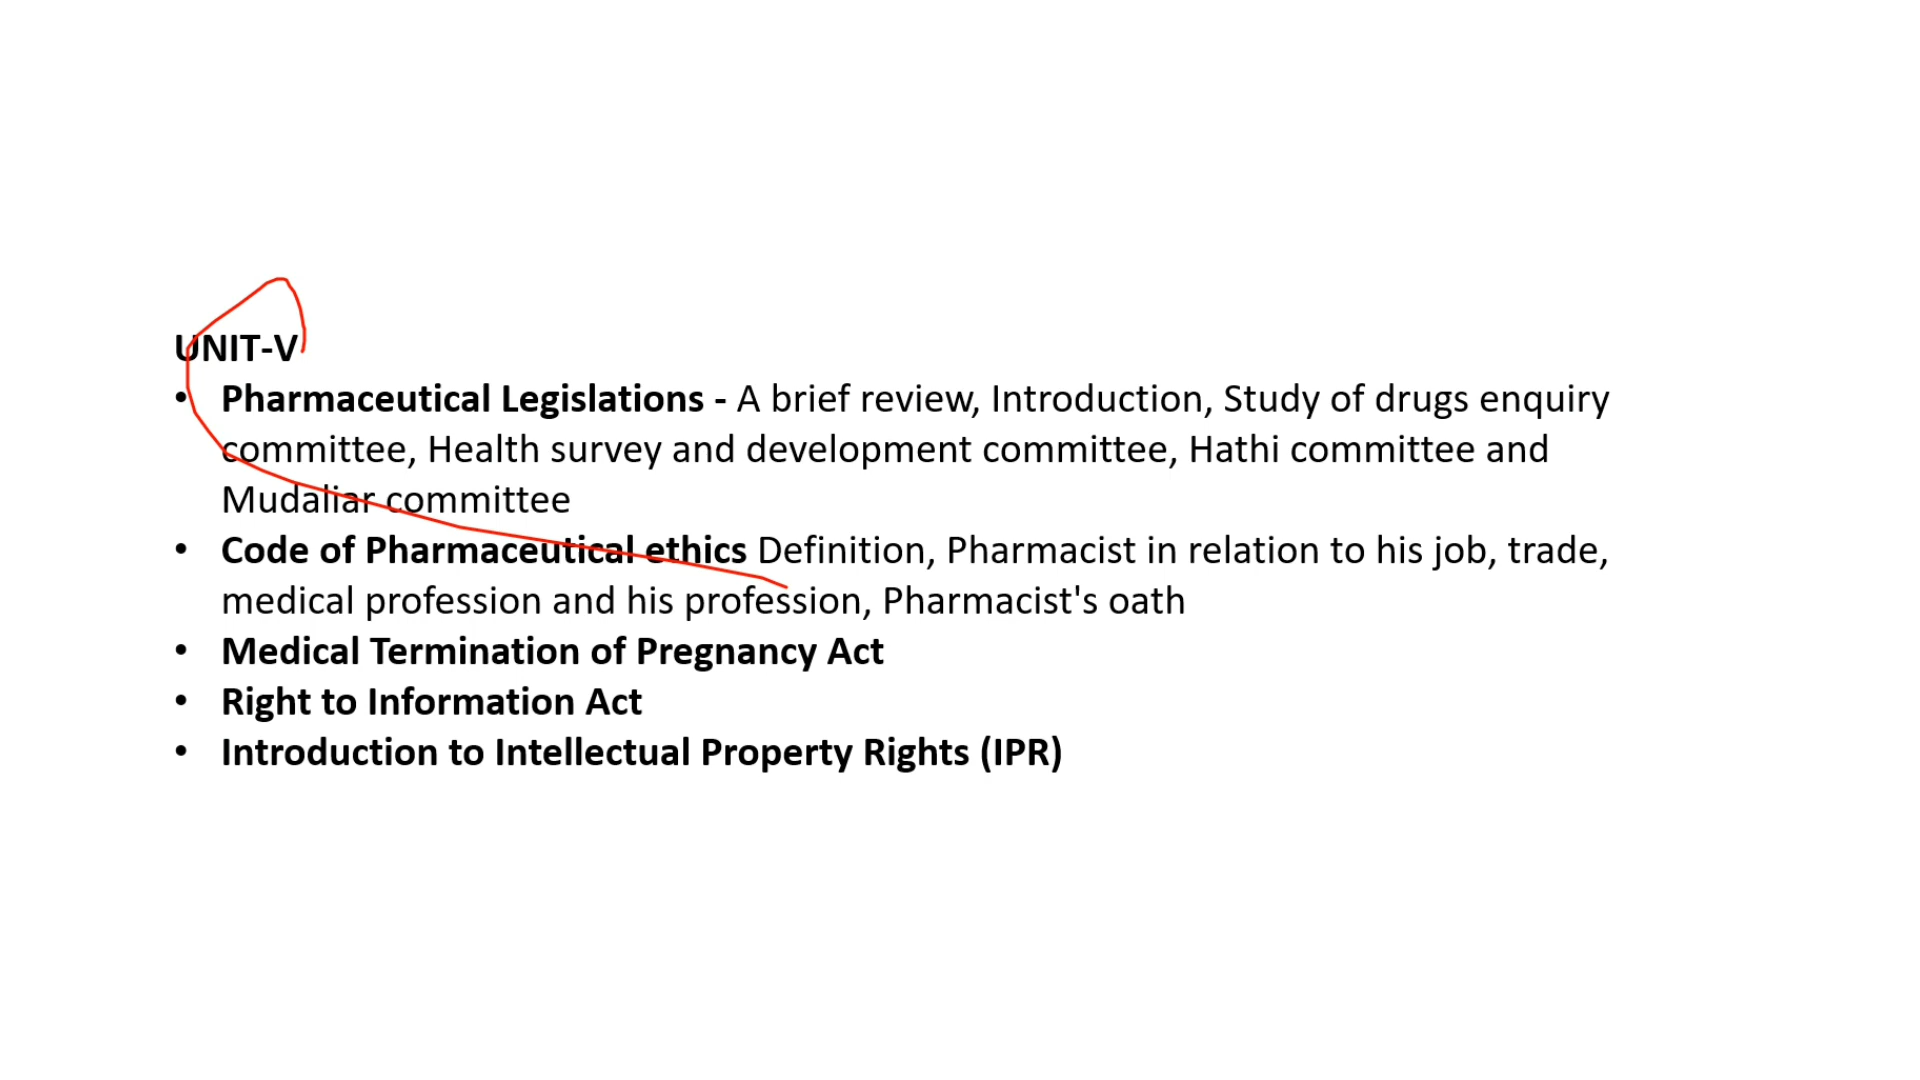 UNIT-V
• Pharmaceutical Legislations - A brief review, Introduction, Study of drugs enquiry
committee, Health survey and development committee, Hathi committee and
Mudaliar committee
• Code of Pharmaceutical ethics Definition, Pharmacist in relation to his job, trade,
medical profession and his profession, Pharmacist's oath
• Medical Termination of Pregnancy Act
• Right to Information Act
• Introduction to Intellectual Property Rights (IPR)